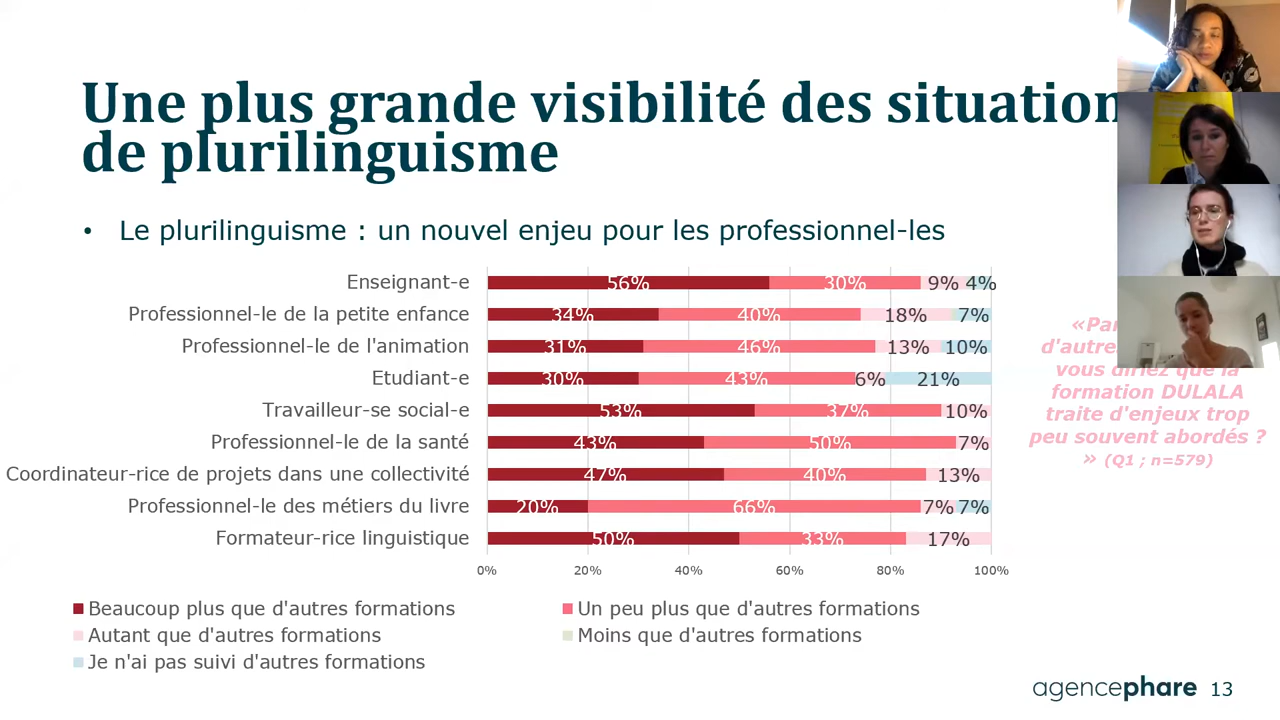 Une plus grande visibilité des situation
de plurilinguisme
• Le plurilinguisme : un nouvel enjeu pour les professionnel-les
Enseignant-e 56% 30% 9% 4%
Professionnel-le de la petite enfance 34% 40% 18% 7%
Professionnel-le de l'animation 31% 46% 13% 10%
Etudiant-e 30% 43% 6% 21%
Travailleur-se social-e 53% 37% 10%
Professionnel-le de la santé 43% 50% 7%
Coordinateur-rice de projets dans une collectivité 47% 40% 13%
Professionnel-le des métiers du livre 20% 66% 7% 7%
Formateur-rice linguistique 50% 33% 17%
0% 20% 40% 60% 80% 100%
Beaucoup plus que d'autres formations
Un peu plus que d'autres formations
Autant que d'autres formations
Moins que d'autres formations
Je n'ai pas suivi d'autres formations
«Par
d'autre
vous diriez que la
formation DULALA
traite d'enjeux trop
peu souvent abordés ?
» (Q1 ; n=579)
agencephare 13